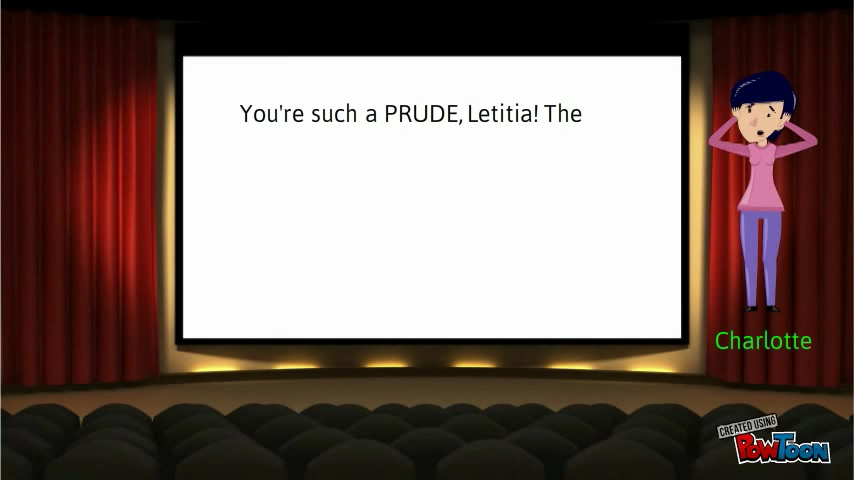 You're such a PRUDE, Letitia! The
Charlotte
CREATED USING
POWTOON